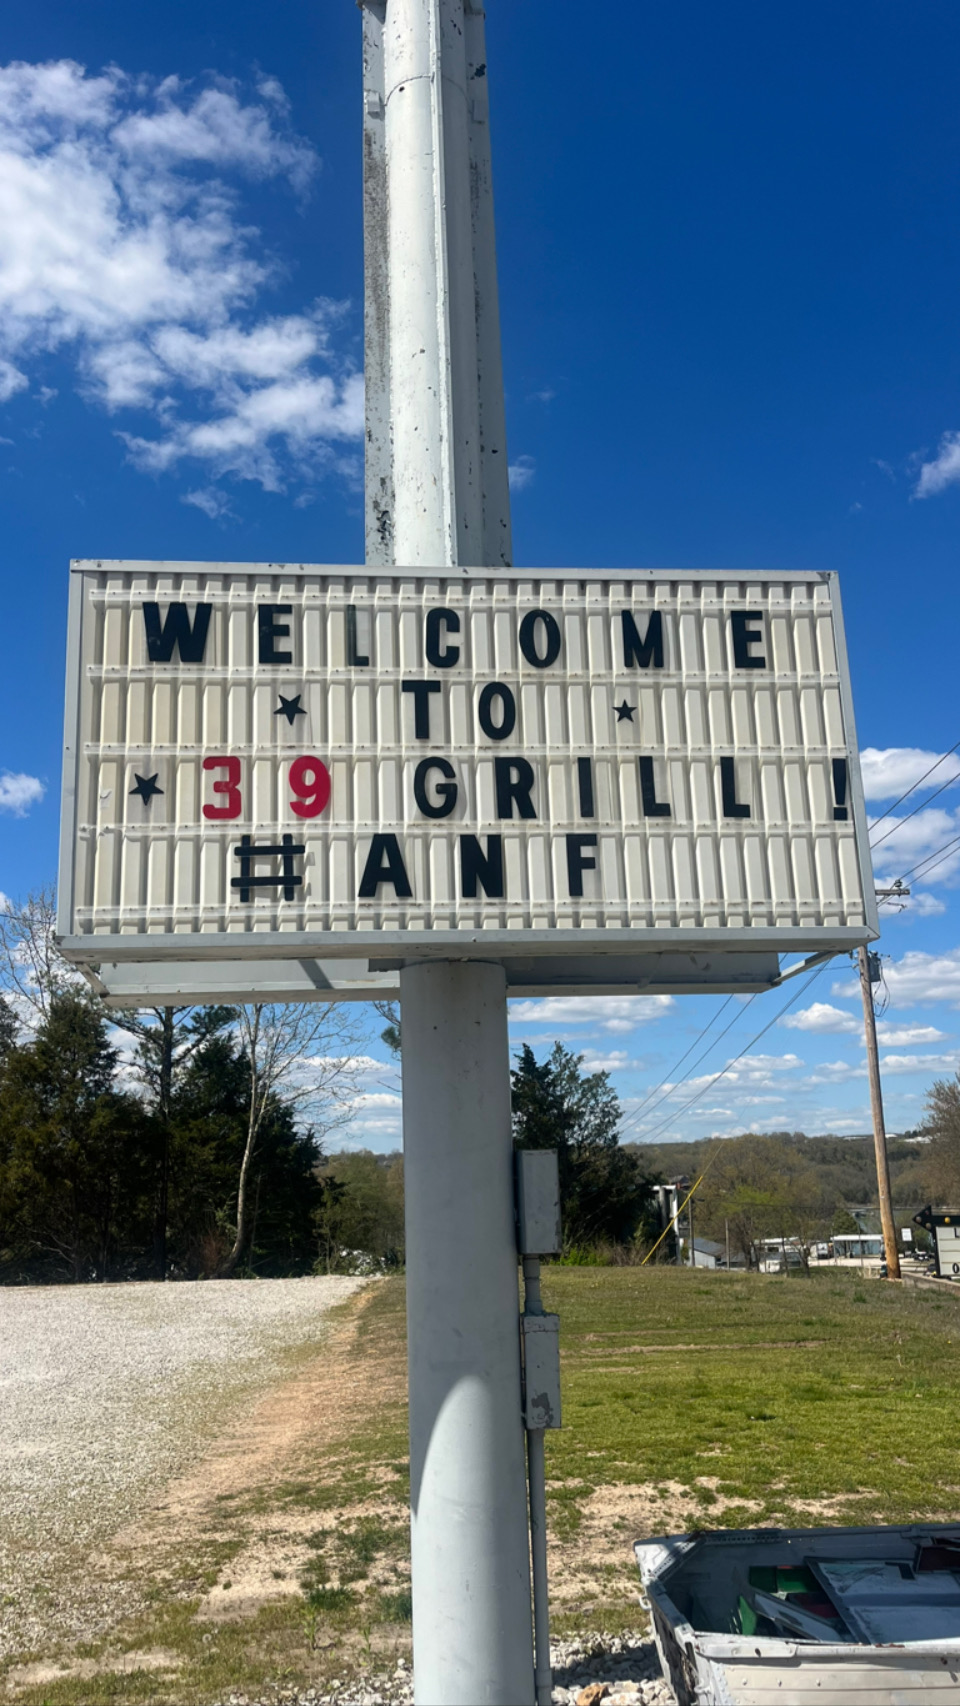 WELCOME
★ TO ★
★ 39 GRILL!
#ANF